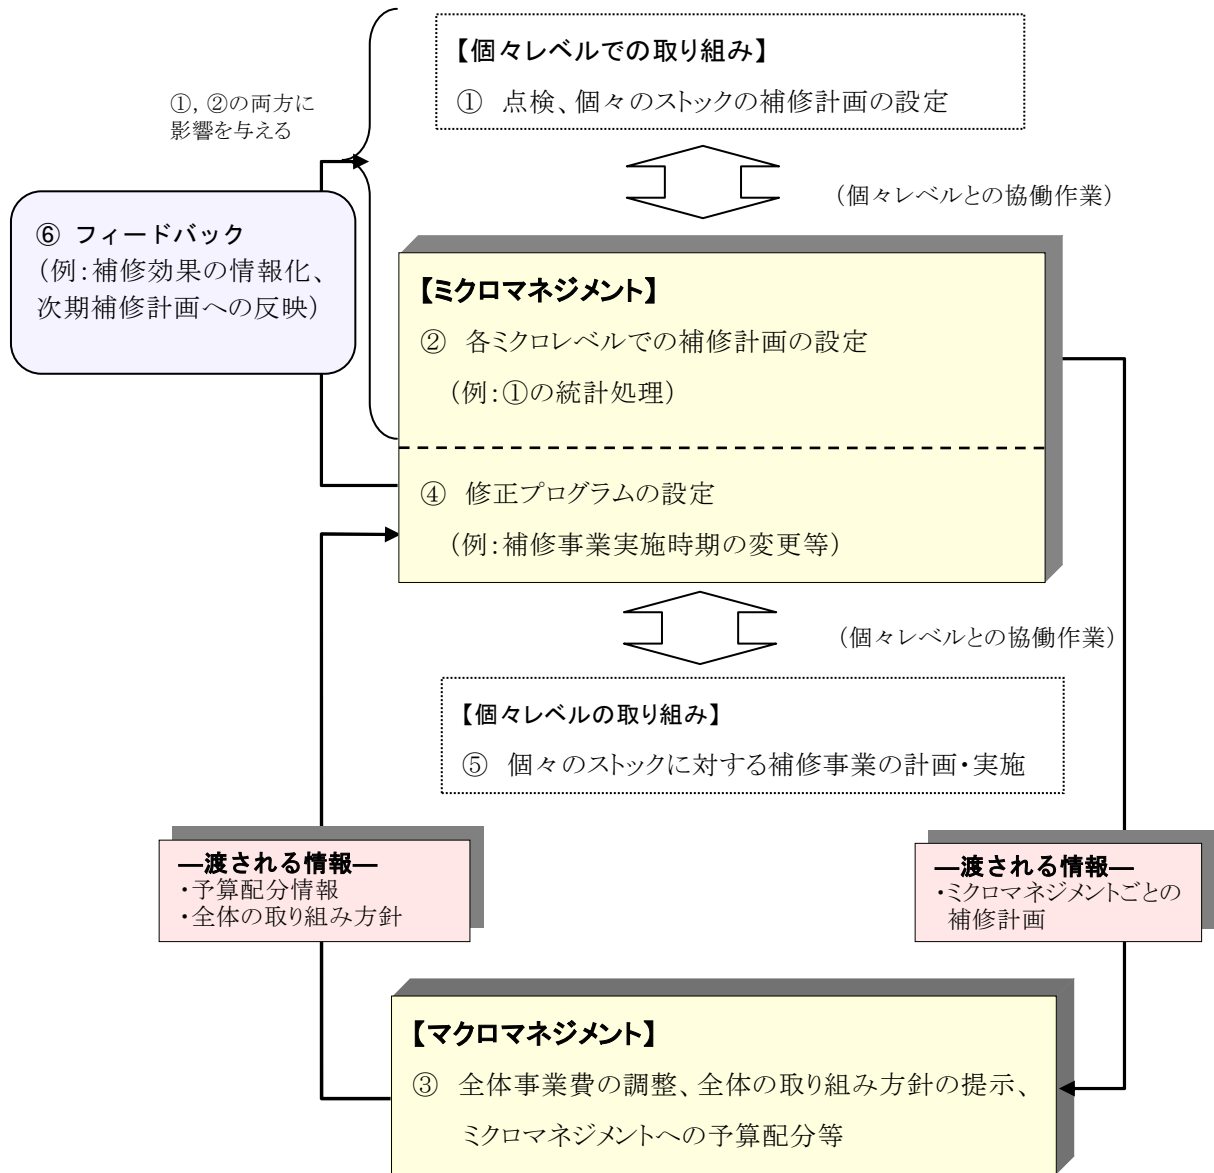 【個々レベルでの取り組み】
① 点検、個々のストックの補修計画の設定
①, ②の両方に
影響を与える
(個々レベルとの協働作業)
⑥ フィードバック
(例:補修効果の情報化、
次期補修計画への反映)
【ミクロマネジメント】
② 各ミクロレベルでの補修計画の設定
(例:①の統計処理)
④ 修正プログラムの設定
(例:補修事業実施時期の変更等)
(個々レベルとの協働作業)
【個々レベルの取り組み】
⑤ 個々のストックに対する補修事業の計画・実施
―渡される情報―
・予算配分情報
・全体の取り組み方針
―渡される情報―
・ミクロマネジメントごとの
補修計画
【マクロマネジメント】
③ 全体事業費の調整、全体の取り組み方針の提示、
ミクロマネジメントへの予算配分等